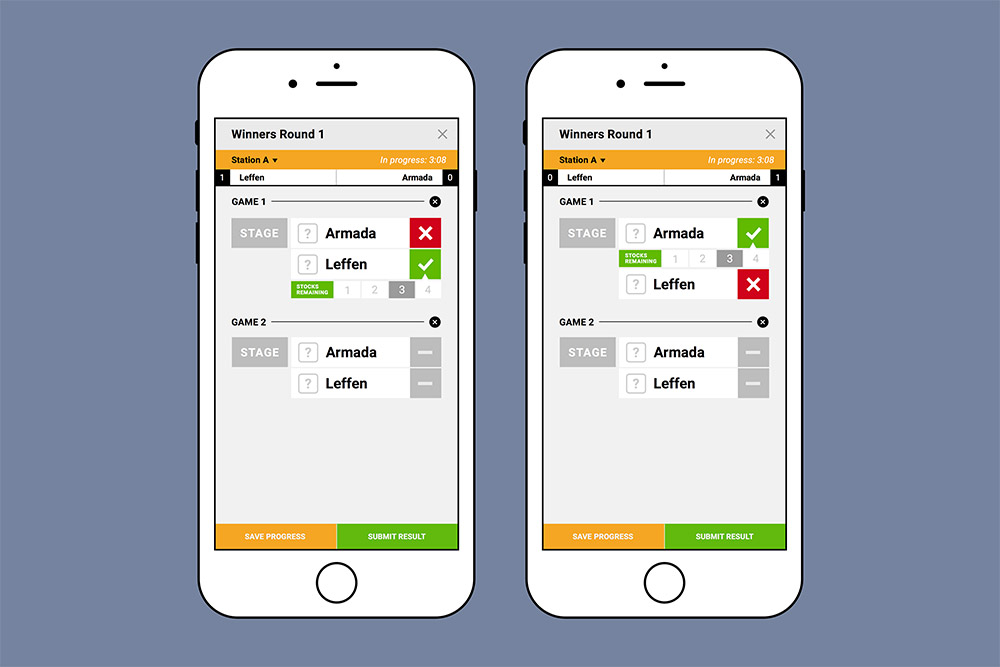 Winners Round 1
Station A In progress: 3:08
1 Leffen Armada 0
GAME 1
STAGE ? Armada
? Leffen
STOCKS REMAINING 1 2 3 4
GAME 2
STAGE ? Armada
? Leffen
SAVE PROGRESS SUBMIT RESULT
Winners Round 1
Station A In progress: 3:08
0 Leffen Armada 1
GAME 1
STAGE ? Armada
STOCKS REMAINING 1 2 3 4
? Leffen
GAME 2
STAGE ? Armada
? Leffen
SAVE PROGRESS SUBMIT RESULT